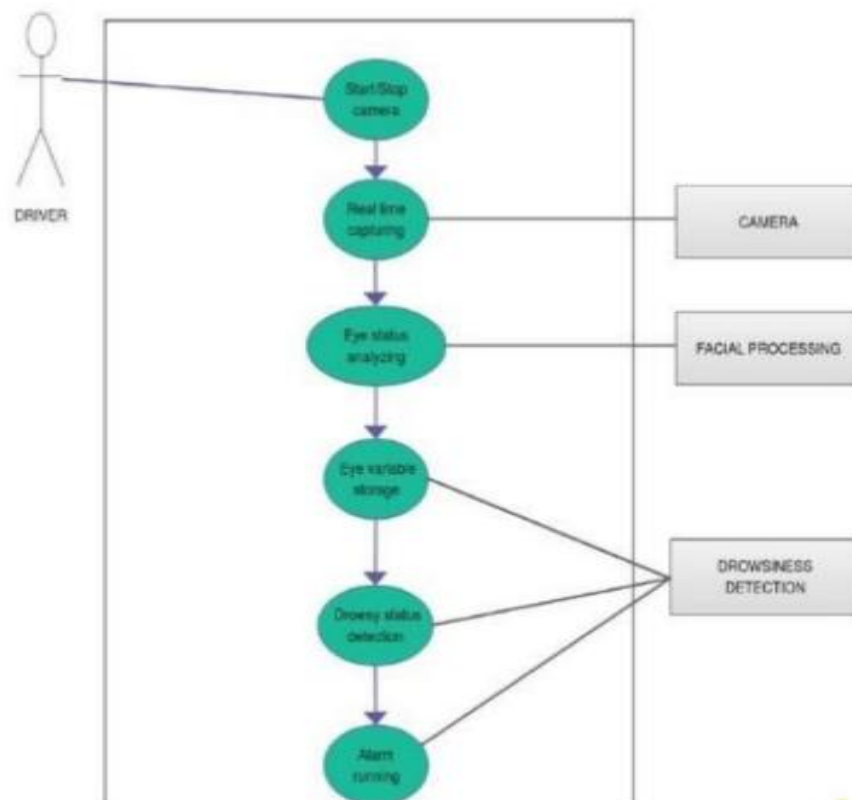 Start/Stop
camera
DRIVER
Real time
capturing
CAMERA
Eye status
analyzing
FACIAL PROCESSING
Eye variable
storage
DROWSINESS
DETECTION
Drowsy status
detection
Alarm
running